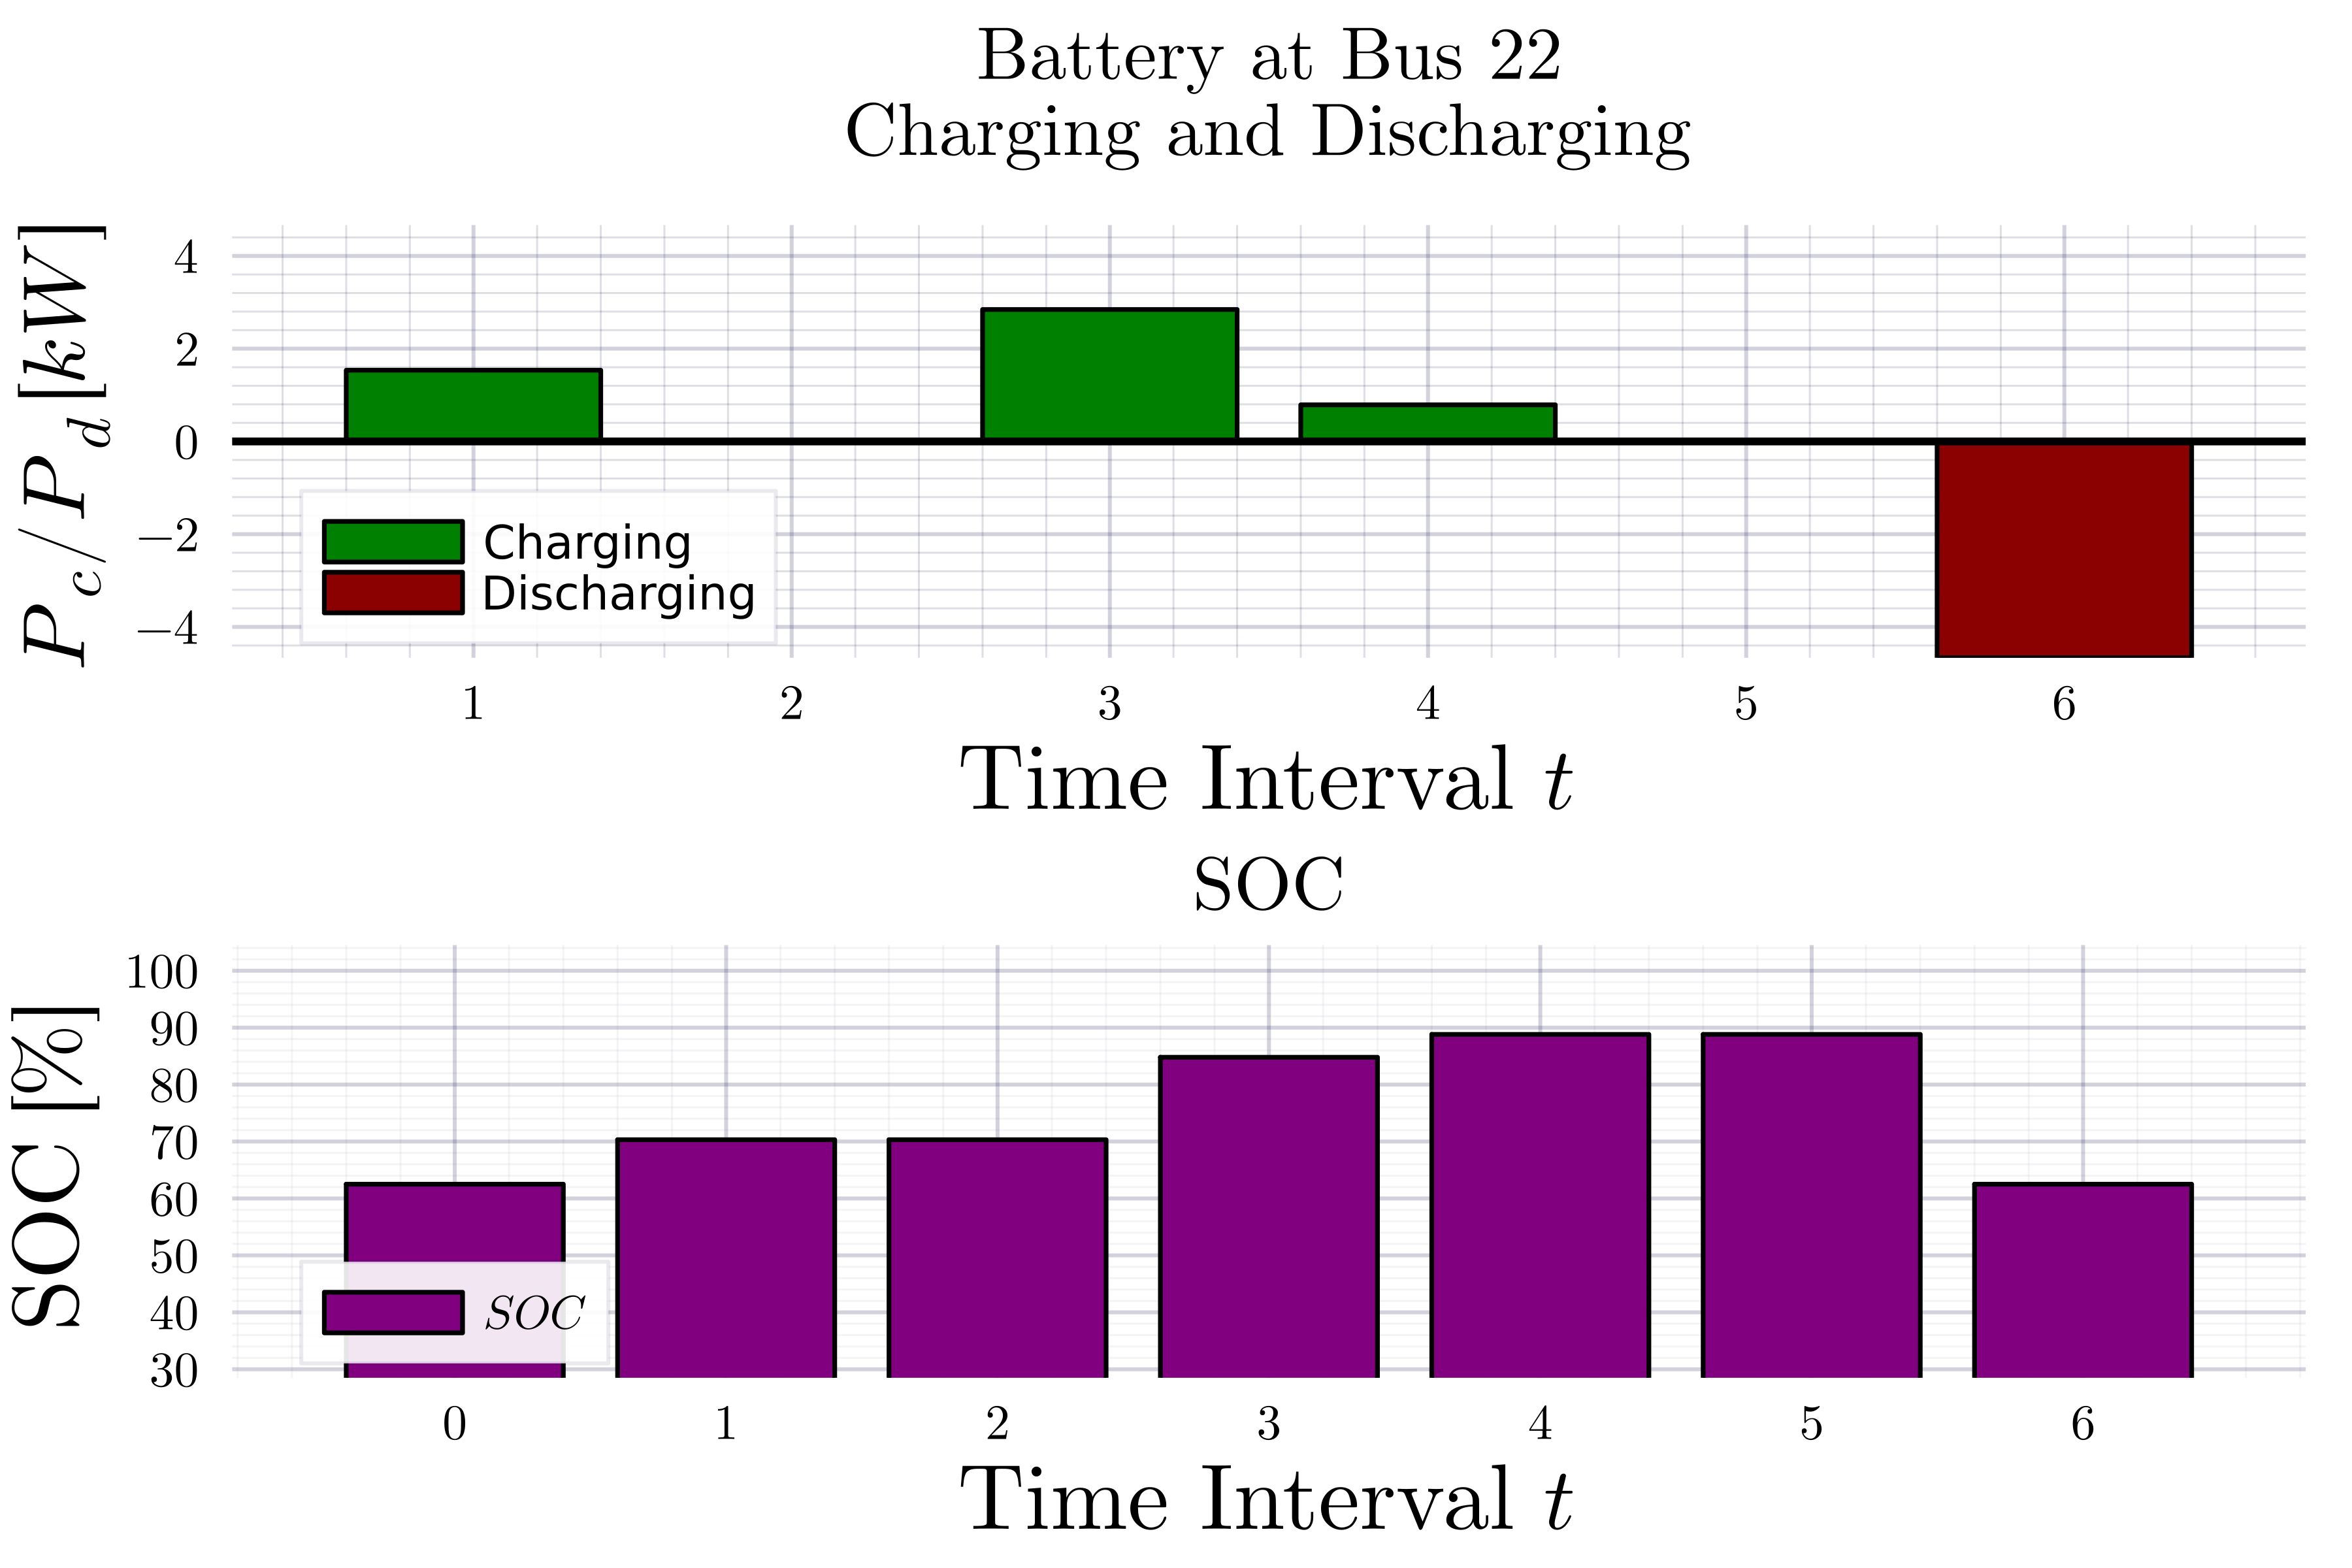 Battery at Bus 22
Charging and Discharging
P_c/P_d [kW]
4
2
0
−2
−4
Charging
Discharging
1 2 3 4 5 6
Time Interval t
SOC
SOC [%]
100
90
80
70
60
50
40
30
SOC
0 1 2 3 4 5 6
Time Interval t